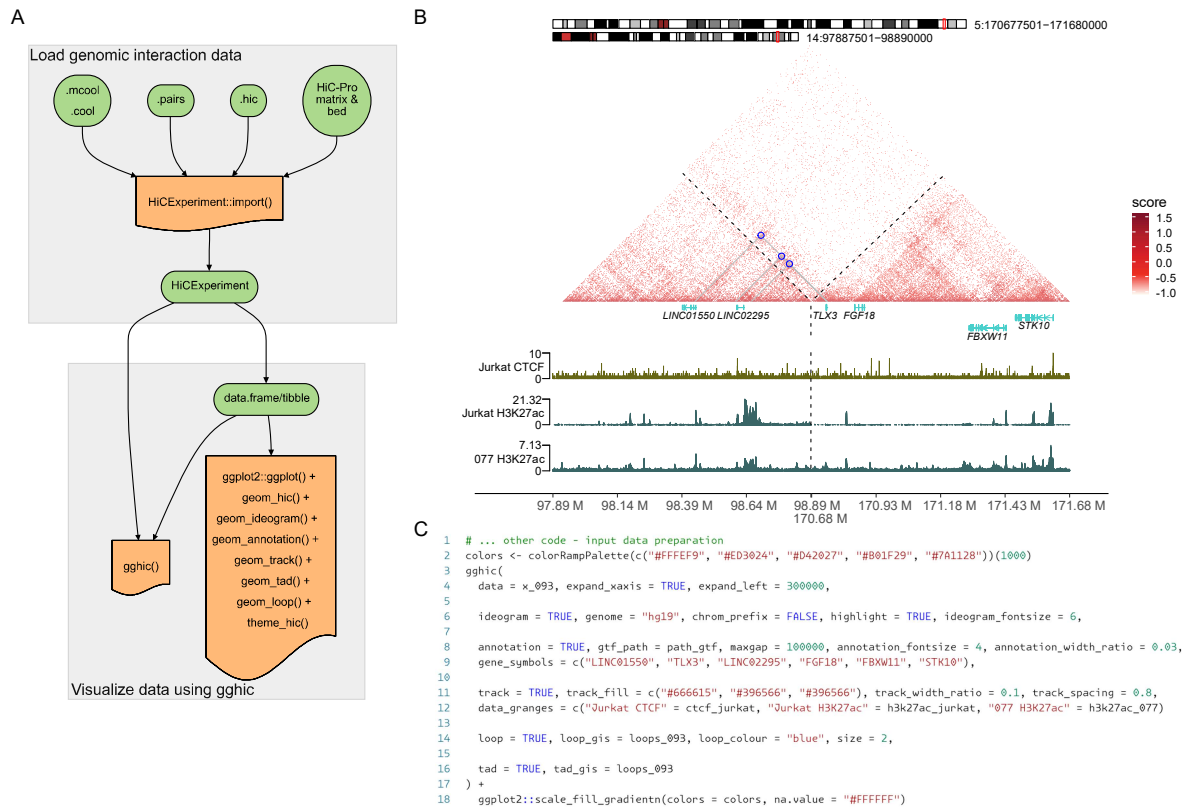 A
Load genomic interaction data
.mcool
.cool
.pairs
.hic
HiC-Pro
matrix &
bed
HiCExperiment::import()
HiCExperiment
data.frame/tibble
ggplot2::ggplot() +
geom_hic() +
geom_ideogram() +
geom_annotation() +
geom_track() +
geom_tad() +
geom_loop() +
theme_hic()
gghic()
Visualize data using gghic
B
5:170677501-171680000
14:97887501-98890000
score
1.5
1.0
0.5
0.0
-0.5
-1.0
LINC01550 LINC02295 TLX3 FGF18
FBXW11
STK10
10
Jurkat CTCF
0
21.32
Jurkat H3K27ac
0
7.13
077 H3K27ac
0
97.89 M 98.14 M 98.39 M 98.64 M 98.89 M 170.93 M 171.18 M 171.43 M 171.68 M
170.68 M
C
1 # ... other code - input data preparation
2 colors <- colorRampPalette(c("#FFFEF9", "#ED3024", "#D42027", "#B01F29", "#7A1128"))(1000)
3 gghic(
4 data = x_093, expand_xaxis = TRUE, expand_left = 300000,
5
6 ideogram = TRUE, genome = "hg19", chrom_prefix = FALSE, highlight = TRUE, ideogram_fontsize = 6,
7
8 annotation = TRUE, gtf_path = path_gtf, maxgap = 100000, annotation_fontsize = 4, annotation_width_ratio = 0.03,
9 gene_symbols = c("LINC01550", "TLX3", "LINC02295", "FGF18", "FBXW11", "STK10"),
10
11 track = TRUE, track_fill = c("#666615", "#396566", "#396566"), track_width_ratio = 0.1, track_spacing = 0.8,
12 data_granges = c("Jurkat CTCF" = ctcf_jurkat, "Jurkat H3K27ac" = h3k27ac_jurkat, "077 H3K27ac" = h3k27ac_077)
13
14 loop = TRUE, loop_gis = loops_093, loop_colour = "blue", size = 2,
15
16 tad = TRUE, tad_gis = loops_093
17 ) +
18 ggplot2::scale_fill_gradientn(colors = colors, na.value = "#FFFFFF")